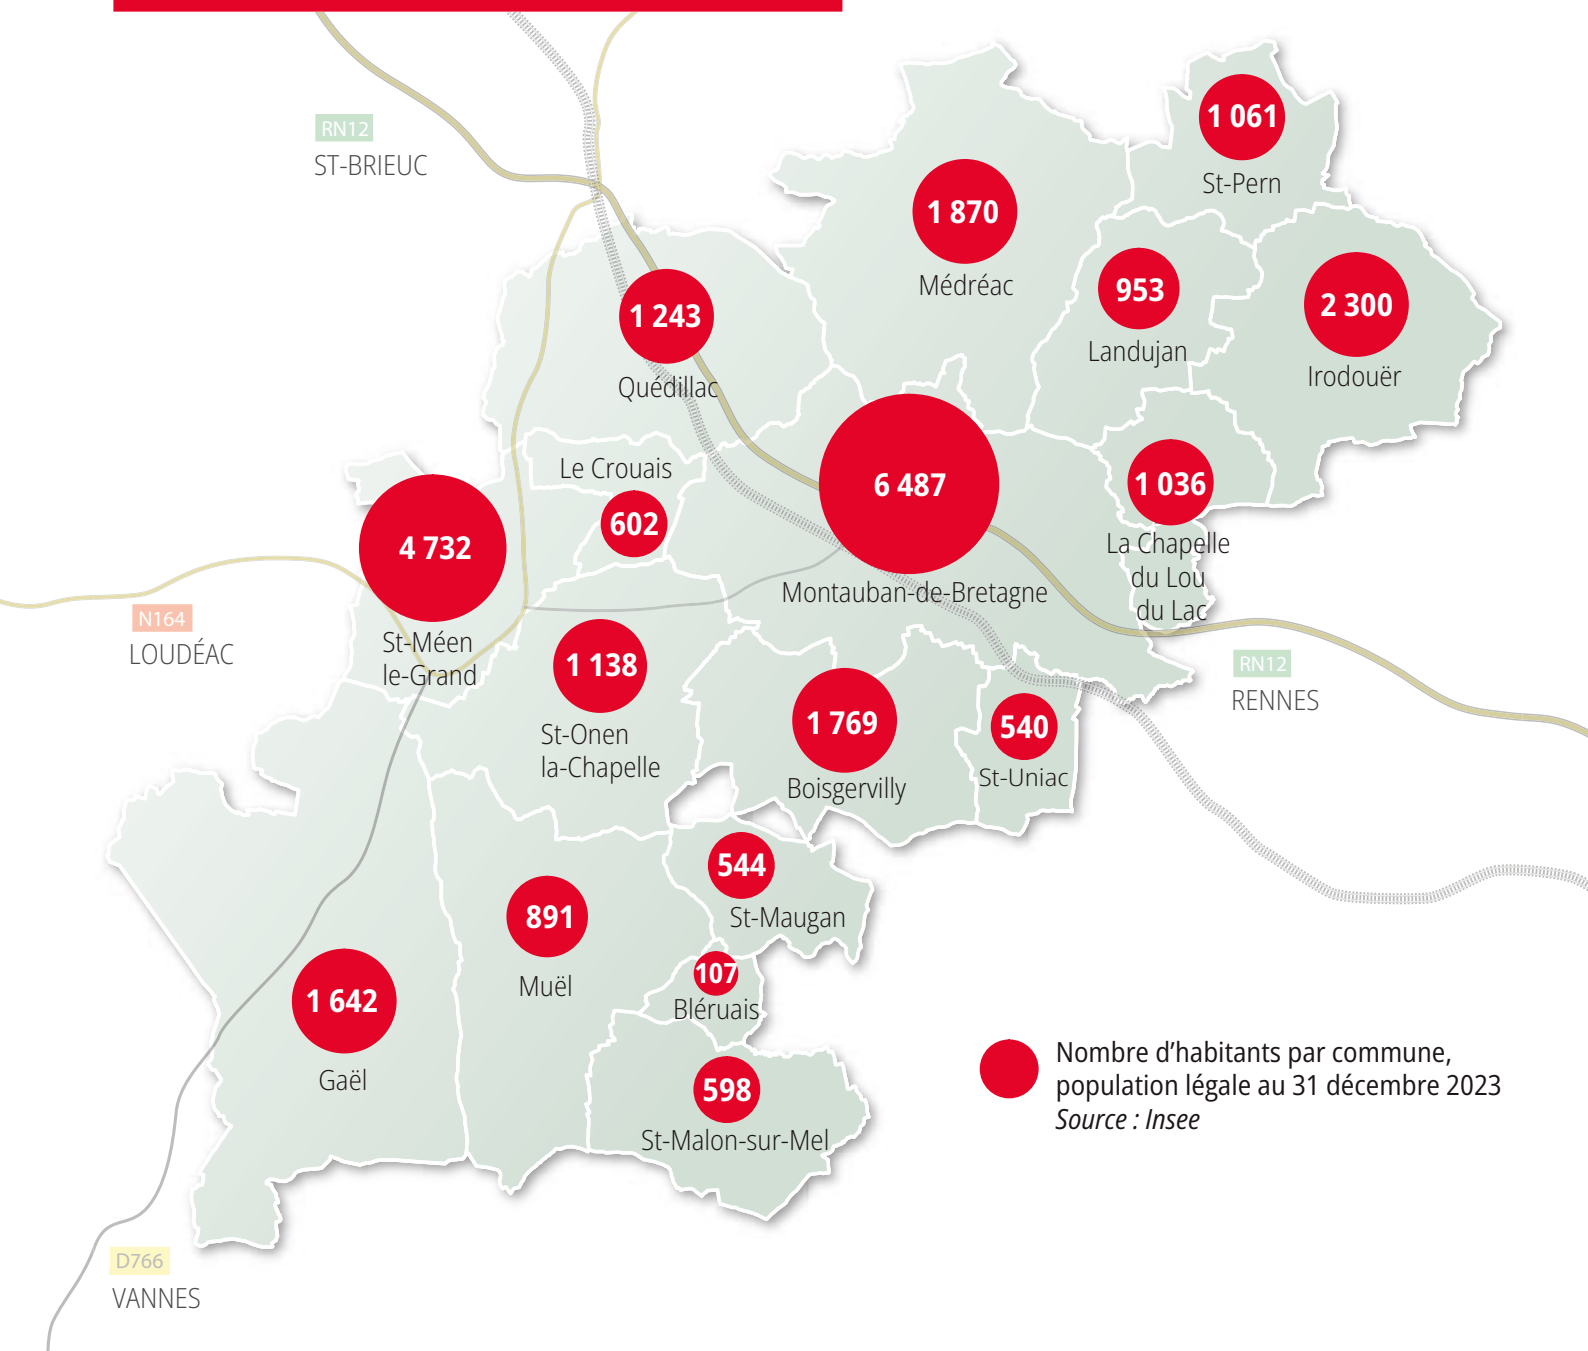 RN12
ST-BRIEUC
1 061
St-Pern
1 870
Médréac
953
Landujan
2 300
Irodouër
1 243
Quédillac
Le Crouais
602
6 487
Montauban-de-Bretagne
1 036
La Chapelle
du Lou
du Lac
4 732
St-Méen
le-Grand
N164
LOUDÉAC
1 138
St-Onen
la-Chapelle
1 769
Boisgervilly
540
St-Uniac
RN12
RENNES
544
St-Maugan
891
Muël
107
Bléruais
1 642
Gaël
598
St-Malon-sur-Mel
Nombre d’habitants par commune,
population légale au 31 décembre 2023
Source : Insee
D766
VANNES